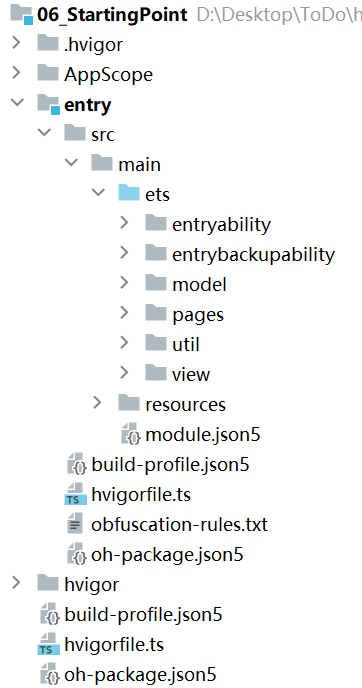 06_StartingPoint D:\Desktop\ToDo\h
.hvigor
AppScope
entry
src
main
ets
entryability
entrybackupability
model
pages
util
view
resources
module.json5
build-profile.json5
hvigorfile.ts
obfuscation-rules.txt
oh-package.json5
hvigor
build-profile.json5
hvigorfile.ts
oh-package.json5